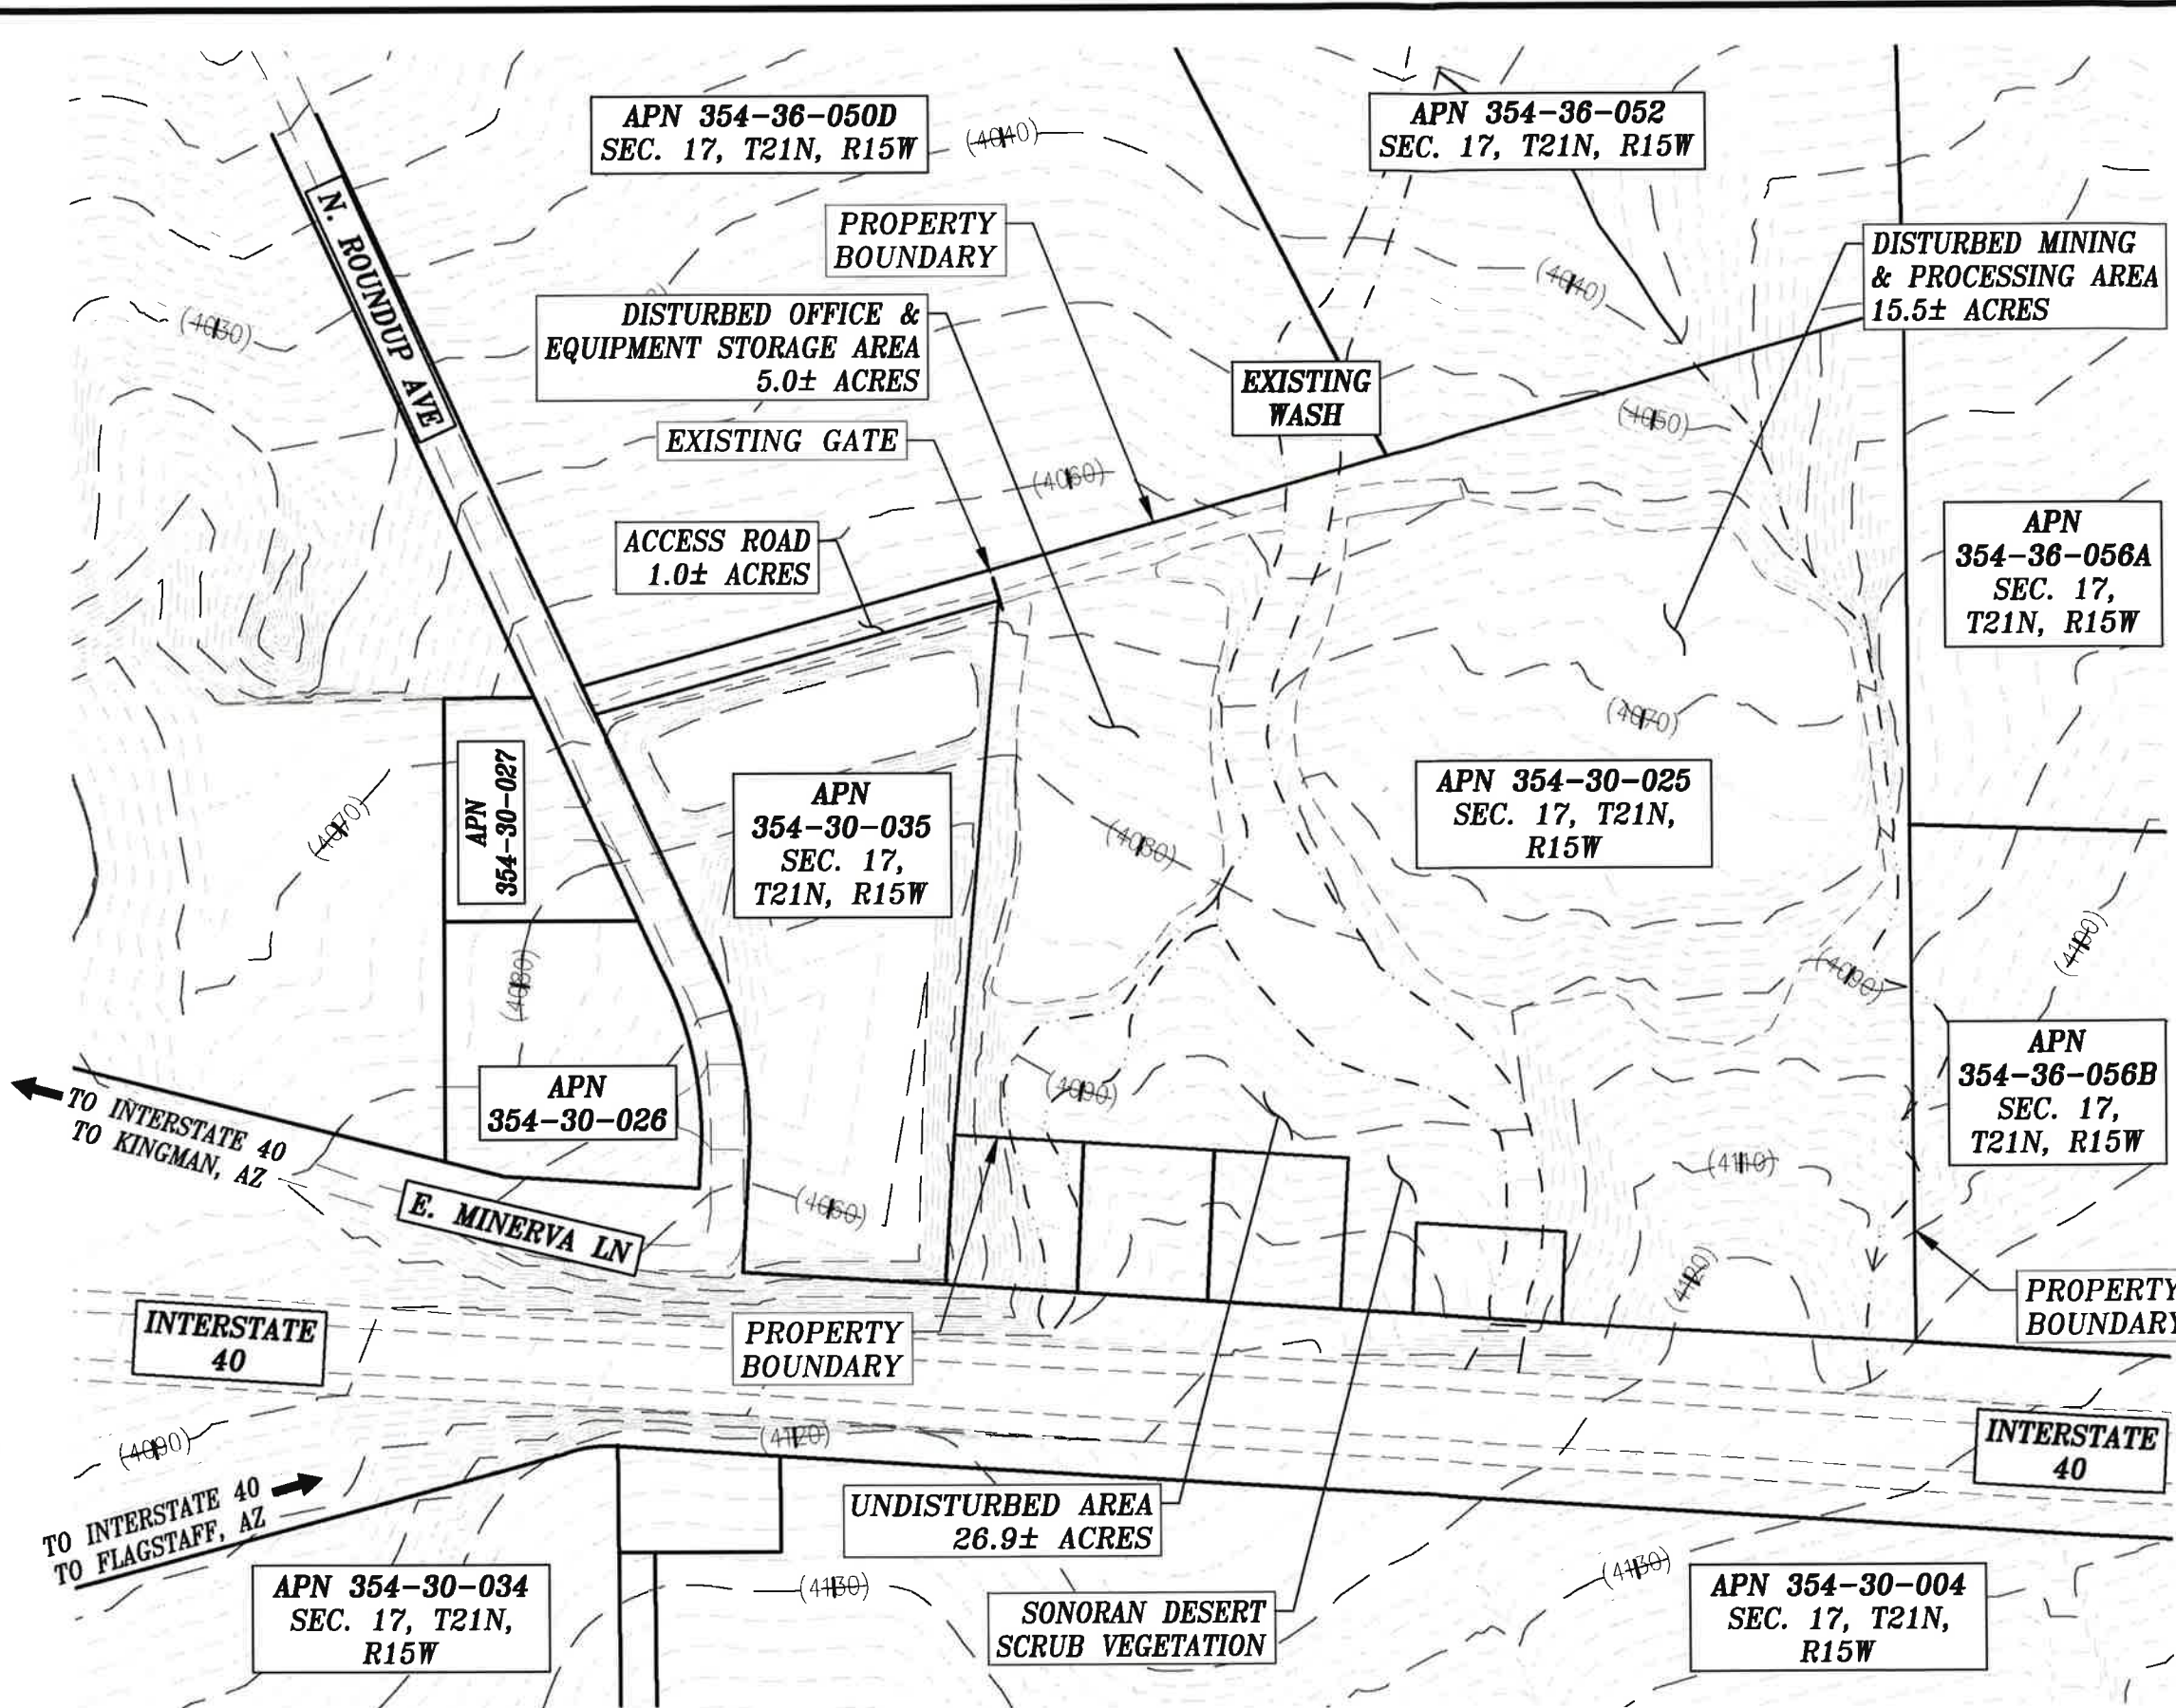 APN 354-36-050D
SEC. 17, T21N, R15W
(4040)
APN 354-36-052
SEC. 17, T21N, R15W
N. ROUNDUP AVE
PROPERTY
BOUNDARY
DISTURBED MINING
& PROCESSING AREA
15.5± ACRES
(4040)
(4030)
DISTURBED OFFICE &
EQUIPMENT STORAGE AREA
5.0± ACRES
EXISTING
WASH
(4050)
EXISTING GATE
(4060)
ACCESS ROAD
1.0± ACRES
APN
354-36-056A
SEC. 17,
T21N, R15W
(4070)
APN
354-30-027
(4070)
APN
354-30-035
SEC. 17,
T21N, R15W
(4080)
APN 354-30-025
SEC. 17, T21N,
R15W
(4080)
(4090)
(4100)
APN
354-30-026
(4090)
APN
354-36-056B
SEC. 17,
T21N, R15W
TO INTERSTATE 40
TO KINGMAN, AZ
E. MINERVA LN
(4060)
(4110)
(4120)
PROPERTY
BOUNDARY
INTERSTATE
40
PROPERTY
BOUNDARY
(4090)
(4120)
INTERSTATE
40
TO INTERSTATE 40
TO FLAGSTAFF, AZ
UNDISTURBED AREA
26.9± ACRES
APN 354-30-034
SEC. 17, T21N,
R15W
(4130)
SONORAN DESERT
SCRUB VEGETATION
(4130)
APN 354-30-004
SEC. 17, T21N,
R15W